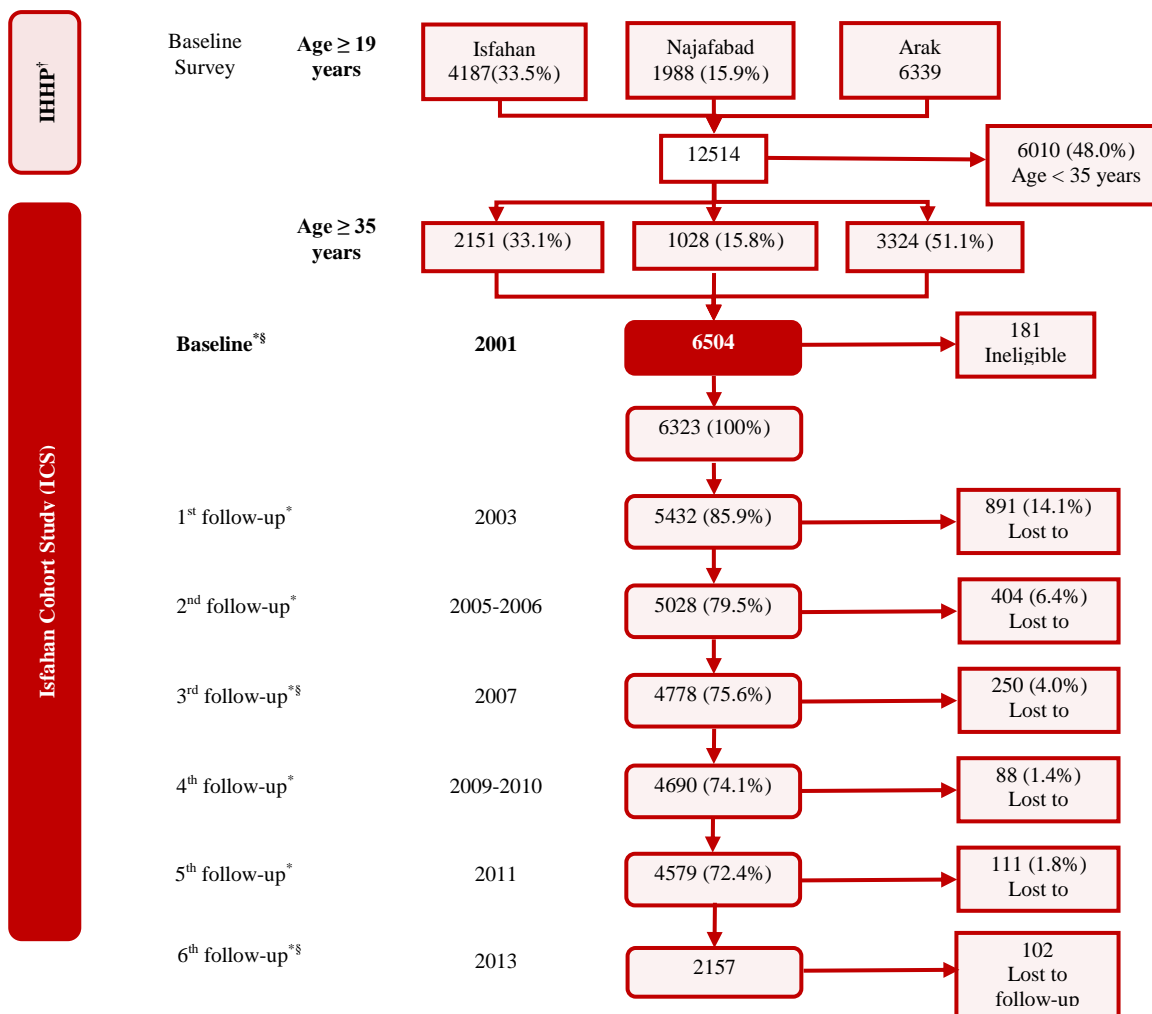 IHHP†
Baseline
Survey
Age ≥ 19
years
Isfahan
4187(33.5%)
Najafabad
1988 (15.9%)
Arak
6339
12514
6010 (48.0%)
Age < 35 years
Isfahan Cohort Study (ICS)
Age ≥ 35
years
2151 (33.1%)
1028 (15.8%)
3324 (51.1%)
Baseline*§
2001
6504
181
Ineligible
6323 (100%)
1st follow-up*
2003
5432 (85.9%)
891 (14.1%)
Lost to
2nd follow-up*
2005-2006
5028 (79.5%)
404 (6.4%)
Lost to
3rd follow-up*§
2007
4778 (75.6%)
250 (4.0%)
Lost to
4th follow-up*
2009-2010
4690 (74.1%)
88 (1.4%)
Lost to
5th follow-up*
2011
4579 (72.4%)
111 (1.8%)
Lost to
6th follow-up*§
2013
2157
102
Lost to
follow-up